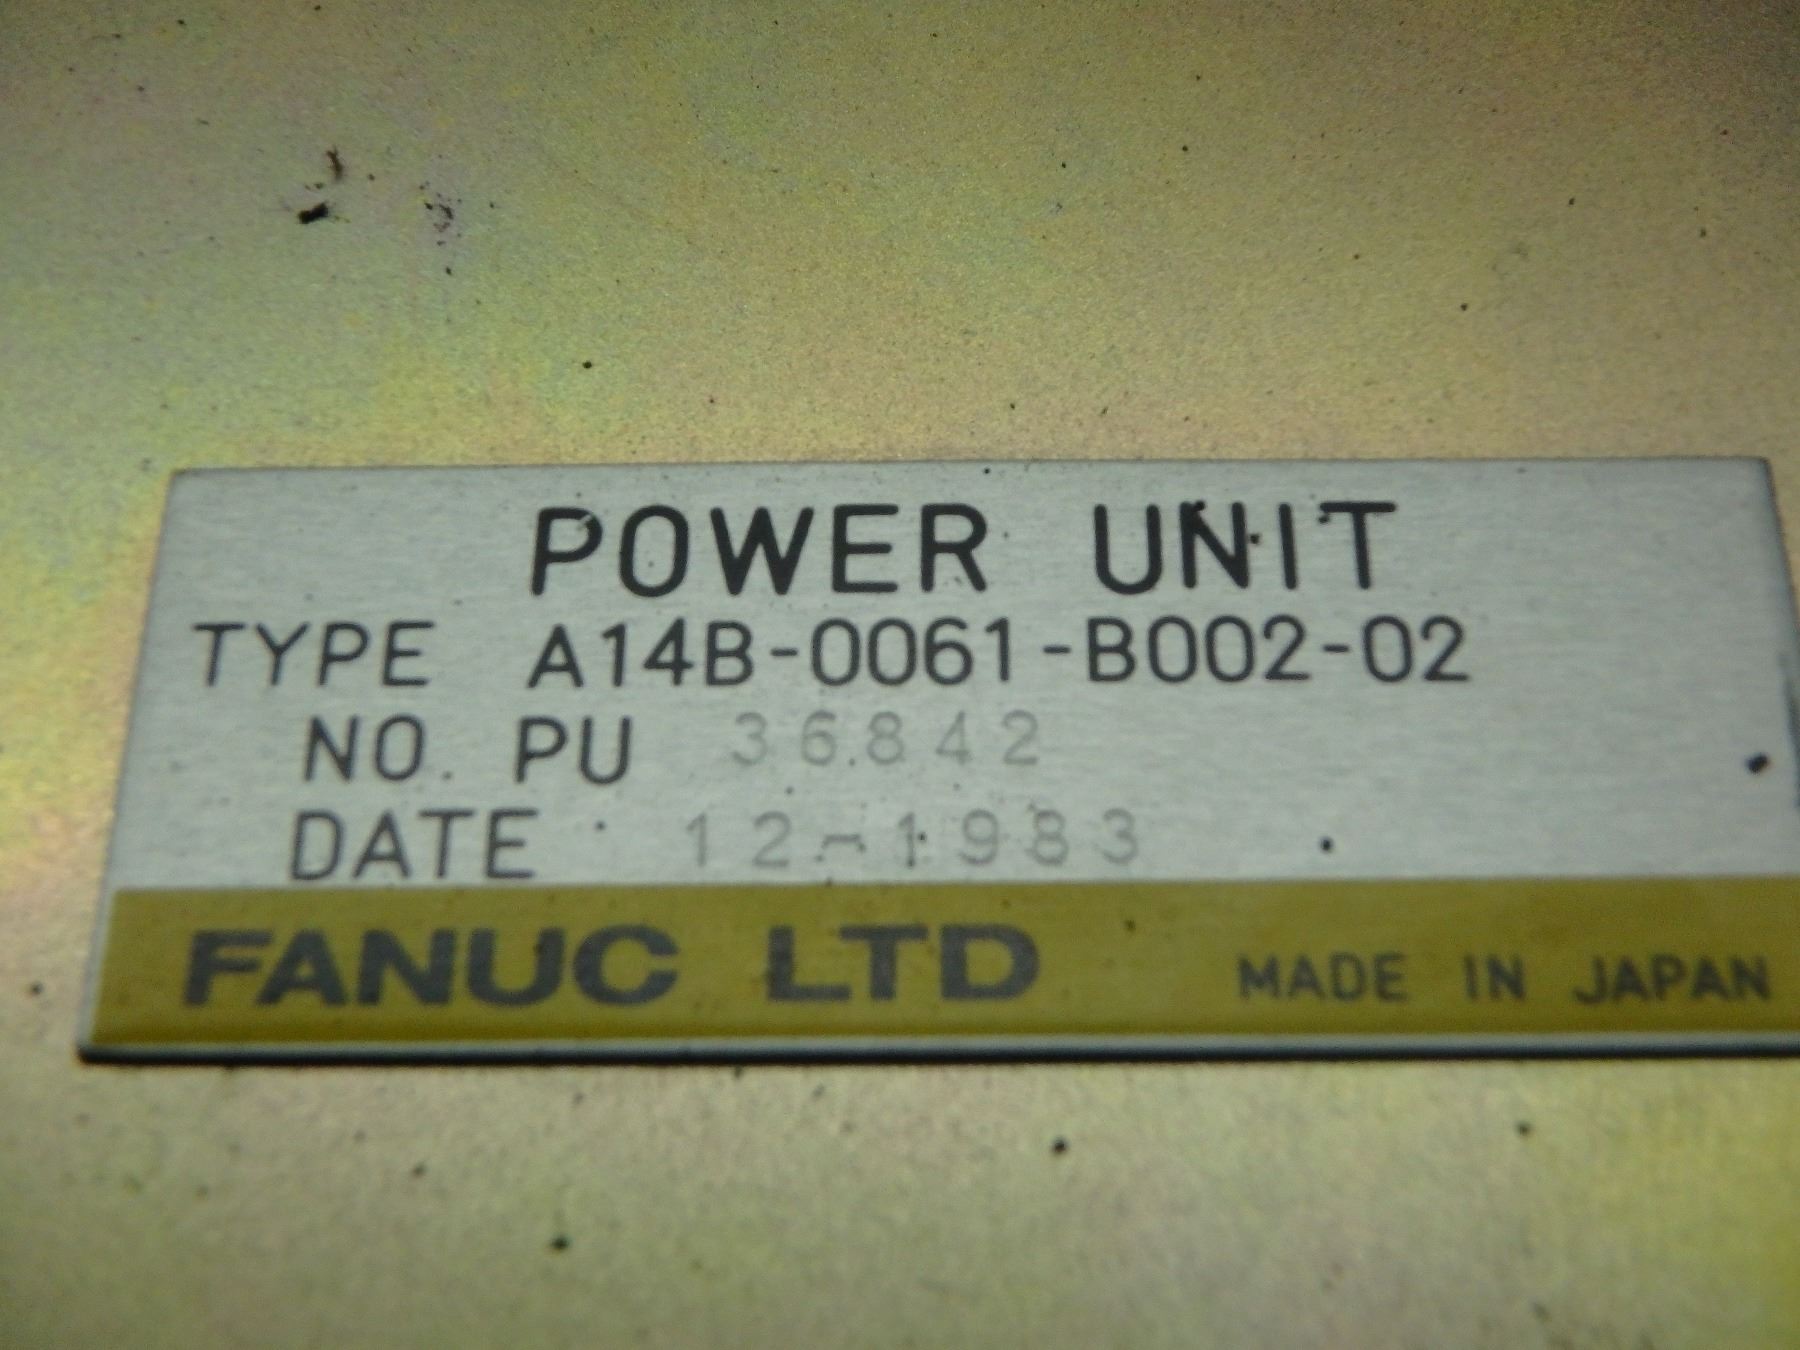 POWER UNIT
TYPE A14B-0061-B002-02
NO. PU 36842
DATE 12-1983
FANUC LTD MADE IN JAPAN